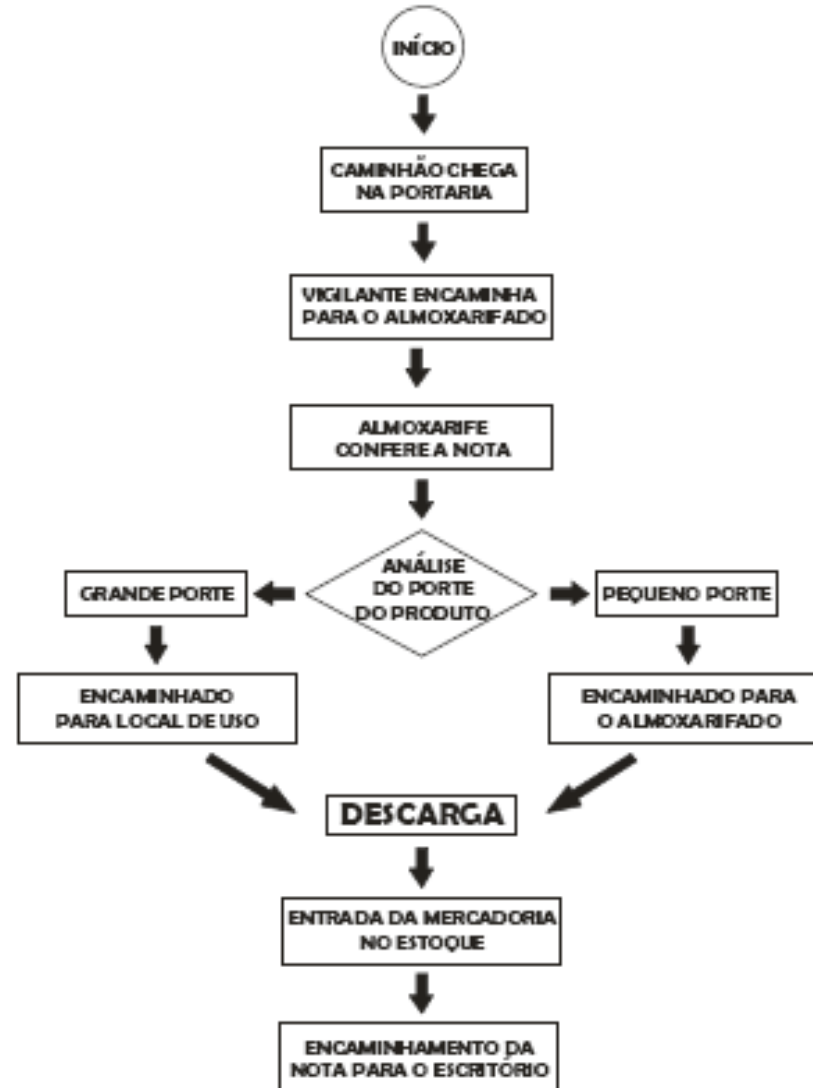 INÍCIO
CAMINHÃO CHEGA
NA PORTARIA
VIGILANTE ENCAMINHA
PARA O ALMOXARIFADO
ALMOXARIFE
CONFERE A NOTA
ANÁLISE
DO PORTE
DO PRODUTO
GRANDE PORTE
PEQUENO PORTE
ENCAMINHADO
PARA LOCAL DE USO
ENCAMINHADO PARA
O ALMOXARIFADO
DESCARGA
ENTRADA DA MERCADORIA
NO ESTOQUE
ENCAMINHAMENTO DA
NOTA PARA O ESCRITÓRIO